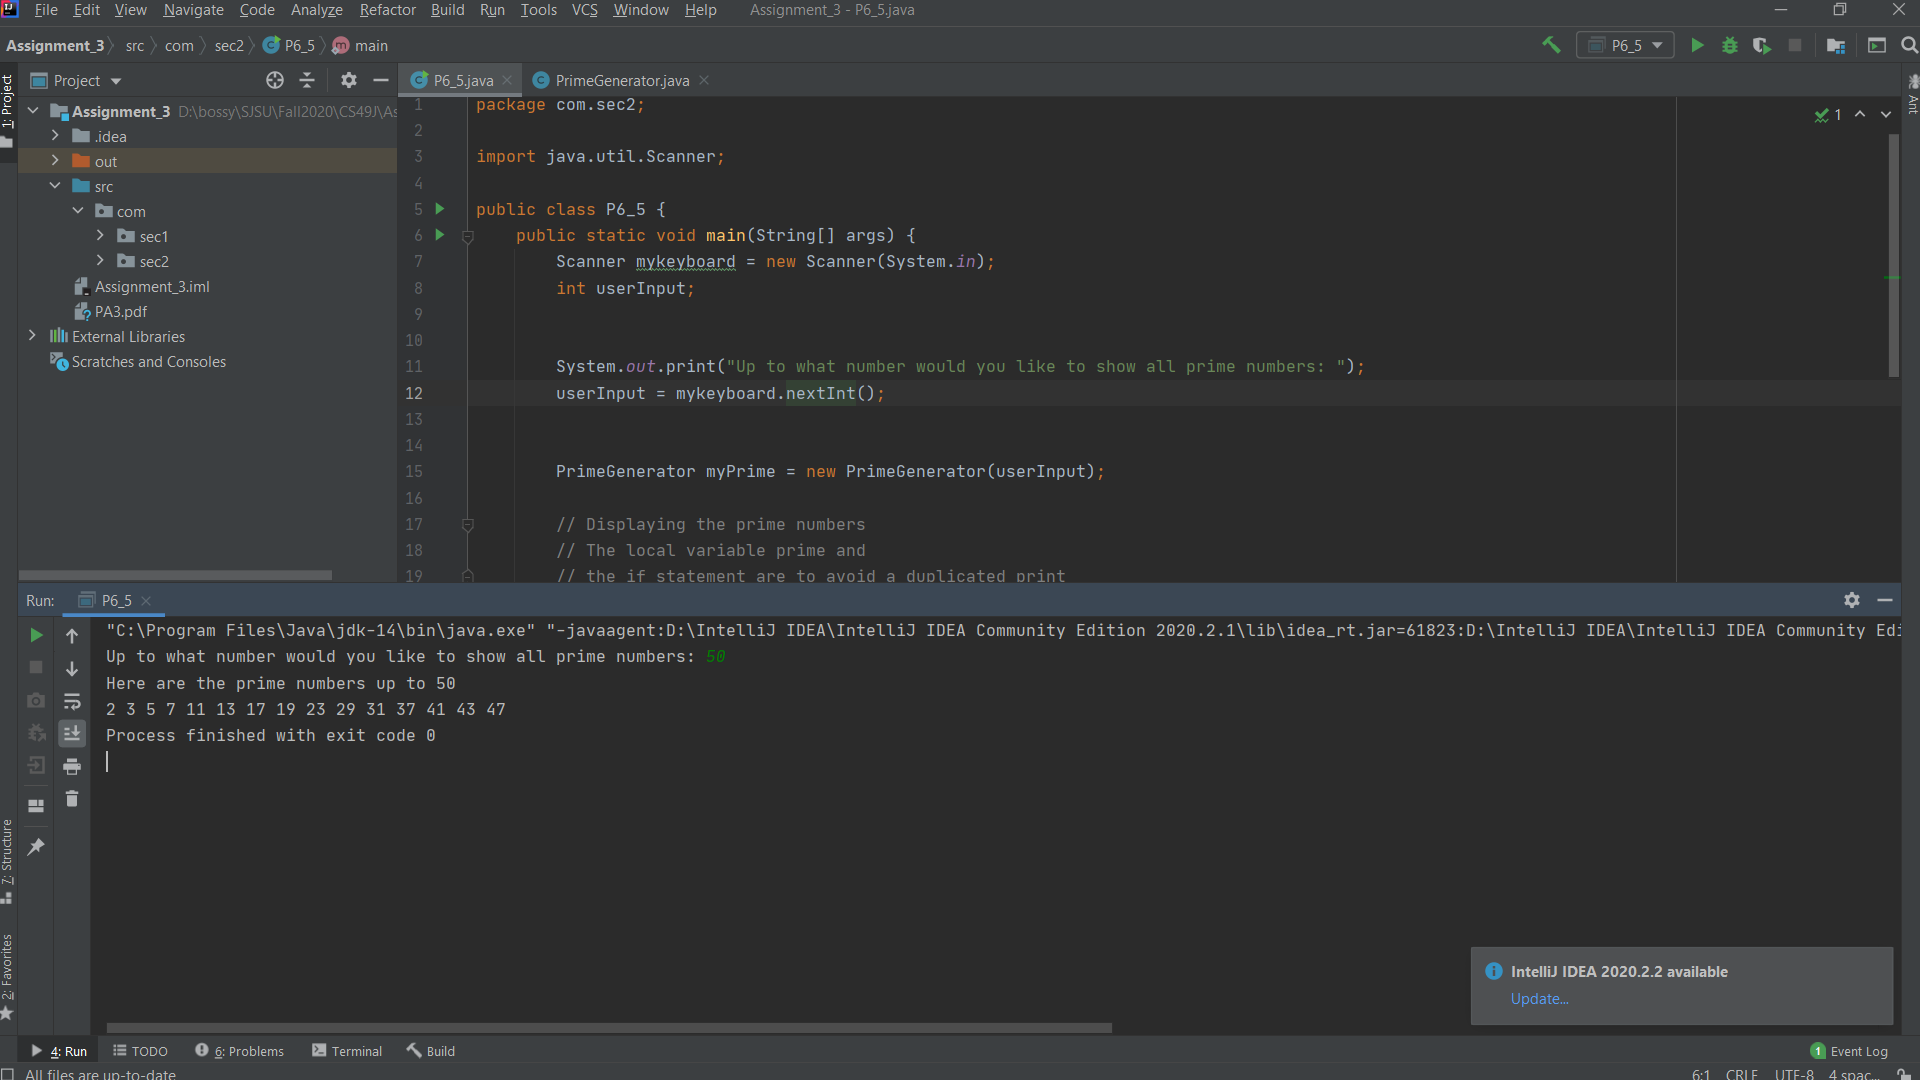 File Edit View Navigate Code Analyze Refactor Build Run Tools VCS Window Help Assignment_3 - P6_5.java
Assignment_3 src com sec2 P6_5 main
P6_5
1: Project
Project
P6_5.java
PrimeGenerator.java
Ant
Assignment_3 D:\bossy\SJSU\Fall2020\CS49J\As
.idea
out
src
com
sec1
sec2
Assignment_3.iml
PA3.pdf
External Libraries
Scratches and Consoles
1
1 package com.sec2;
2
3 import java.util.Scanner;
4
5 public class P6_5 {
6 public static void main(String[] args) {
7 Scanner mykeyboard = new Scanner(System.in);
8 int userInput;
9
10
11 System.out.print("Up to what number would you like to show all prime numbers: ");
12 userInput = mykeyboard.nextInt();
13
14
15 PrimeGenerator myPrime = new PrimeGenerator(userInput);
16
17 // Displaying the prime numbers
18 // The local variable prime and
19 // the if statement are to avoid a duplicated print
Run: P6_5
"C:\Program Files\Java\jdk-14\bin\java.exe" "-javaagent:D:\IntelliJ IDEA\IntelliJ IDEA Community Edition 2020.2.1\lib\idea_rt.jar=61823:D:\IntelliJ IDEA\IntelliJ IDEA Community Edi
Up to what number would you like to show all prime numbers: 50
Here are the prime numbers up to 50
2 3 5 7 11 13 17 19 23 29 31 37 41 43 47
Process finished with exit code 0
7: Structure
2: Favorites
IntelliJ IDEA 2020.2.2 available
Update...
4: Run TODO 6: Problems Terminal Build 1 Event Log
All files are up-to-date 6:1 CRLF UTF-8 4 spac...